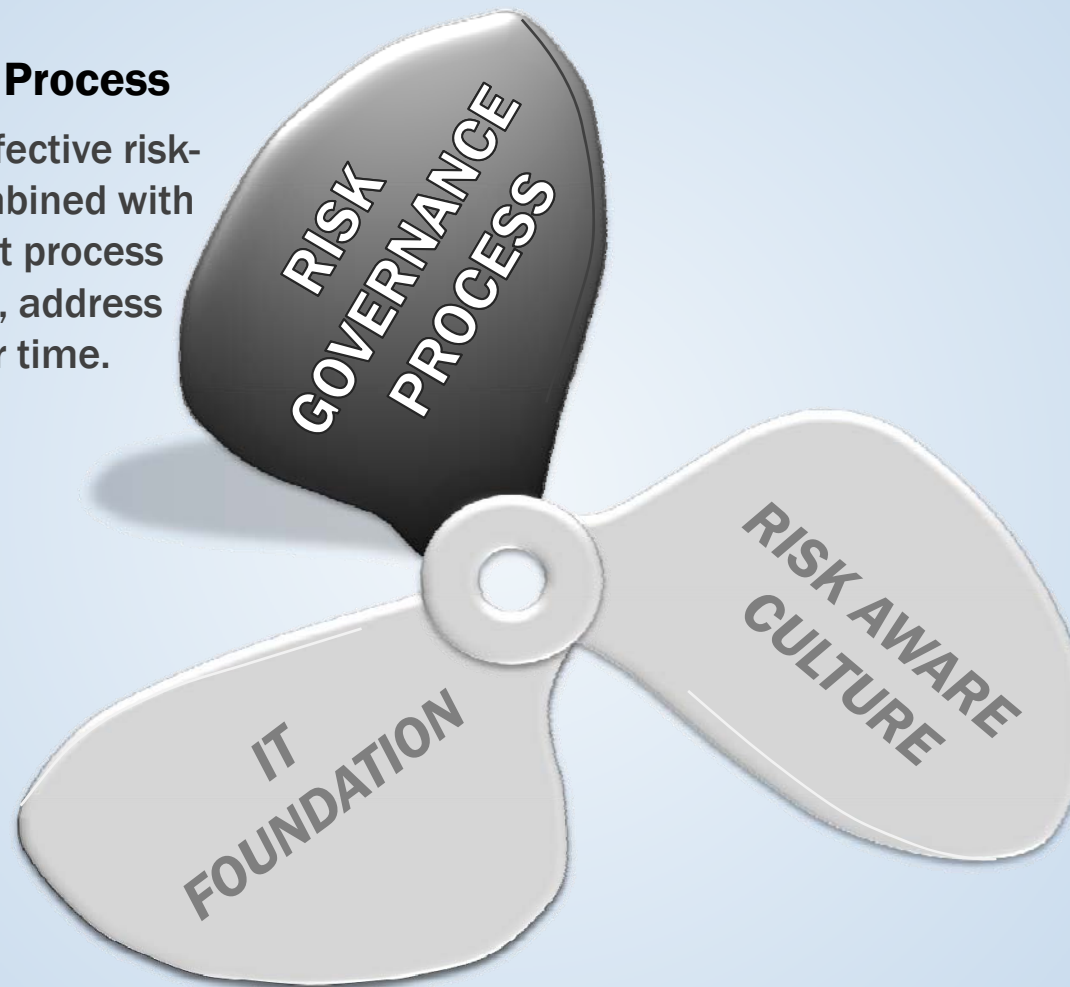 Process
fective risk-
nbined with
t process
, address
r time.
RISK
GOVERNANCE
PROCESS
RISK AWARE
CULTURE
IT
FOUNDATION